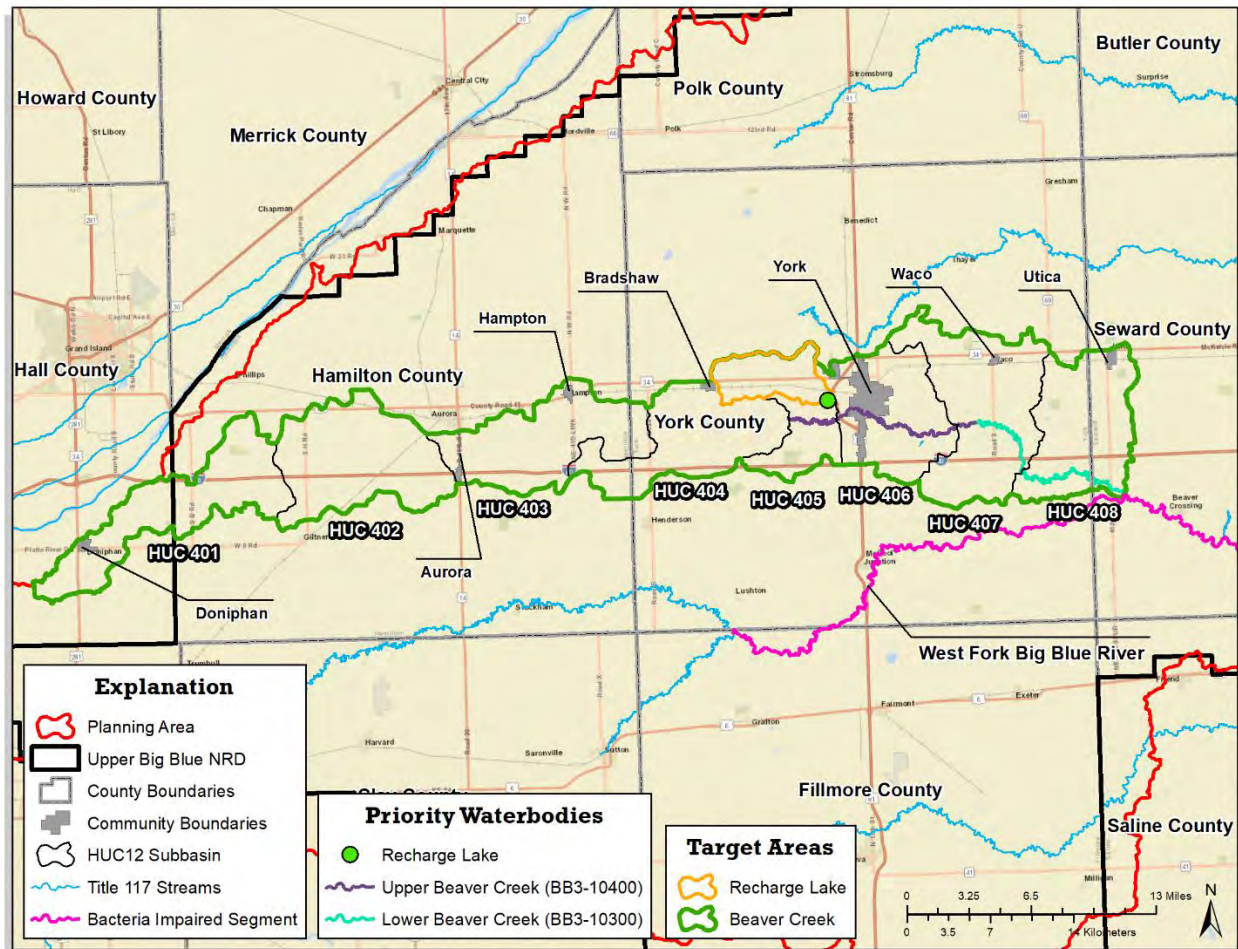 Butler County
Stromsburg
Surprise
Central City
Polk County
Howard County
St Libory
Merrick County
Polk
Gresham
Chapman
Benedict
Marquette
Thayer
Bradshaw
York
Waco
Utica
Hampton
Seward County
Grand Island
Hall County
Hamilton County
Phillips
Aurora
York County
HUC 401
HUC 402
HUC 403
HUC 404
HUC 405
HUC 406
HUC 407
HUC 408
Beaver
Crossing
Henderson
Giltner
Doniphan
Aurora
Doniphan
Lushton
Stockham
West Fork Big Blue River
Friend
Exeter
Fairmont
Grafton
Harvard
Saronville
Sutton
Fillmore County
Saline County
Explanation
Planning Area
Upper Big Blue NRD
County Boundaries
Community Boundaries
HUC12 Subbasin
Title 117 Streams
Bacteria Impaired Segment
Priority Waterbodies
Recharge Lake
Upper Beaver Creek (BB3-10400)
Lower Beaver Creek (BB3-10300)
Target Areas
Recharge Lake
Beaver Creek
0 3.25 6.5 13 Miles
0 3.5 7 14 Kilometers
N